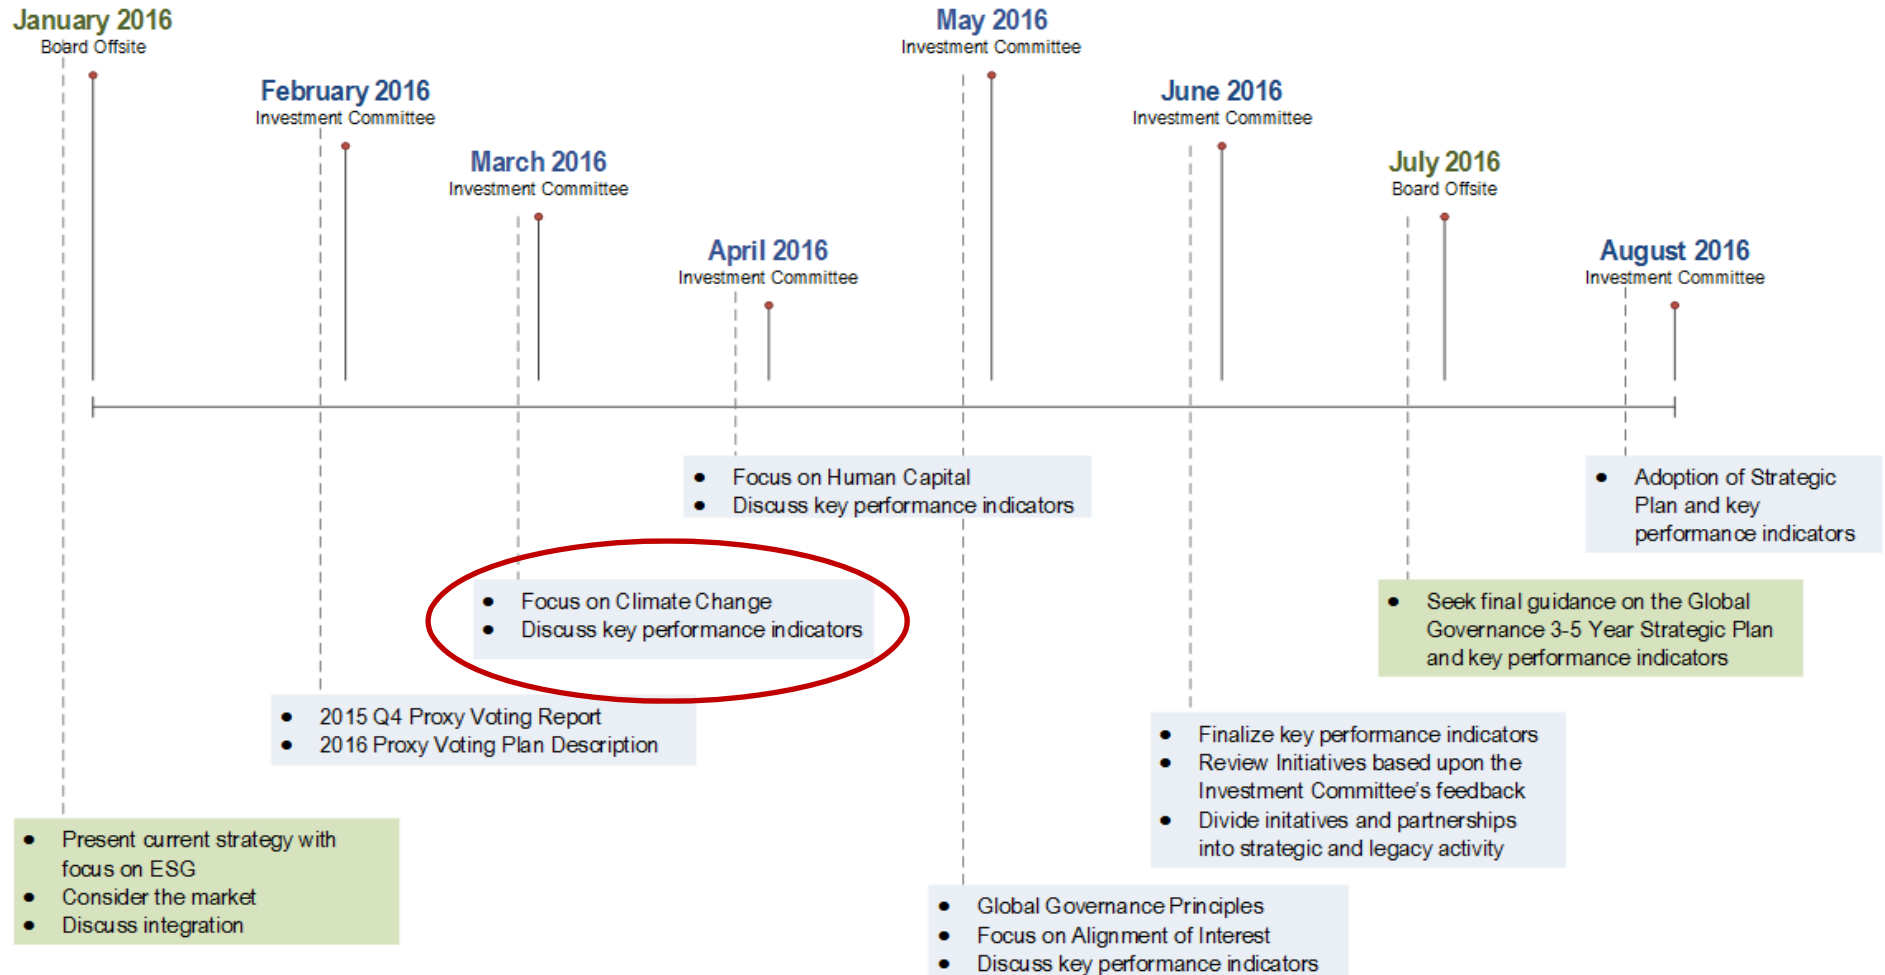 January 2016
Board Offsite
May 2016
Investment Committee
February 2016
Investment Committee
June 2016
Investment Committee
March 2016
Investment Committee
July 2016
Board Offsite
April 2016
Investment Committee
August 2016
Investment Committee
• Focus on Human Capital
• Discuss key performance indicators
• Adoption of Strategic
Plan and key
performance indicators
• Focus on Climate Change
• Discuss key performance indicators
• Seek final guidance on the Global
Governance 3-5 Year Strategic Plan
and key performance indicators
• 2015 Q4 Proxy Voting Report
• 2016 Proxy Voting Plan Description
• Finalize key performance indicators
• Review Initiatives based upon the
Investment Committee's feedback
• Divide initatives and partnerships
into strategic and legacy activity
• Present current strategy with
focus on ESG
• Consider the market
• Discuss integration
• Global Governance Principles
• Focus on Alignment of Interest
• Discuss key performance indicators